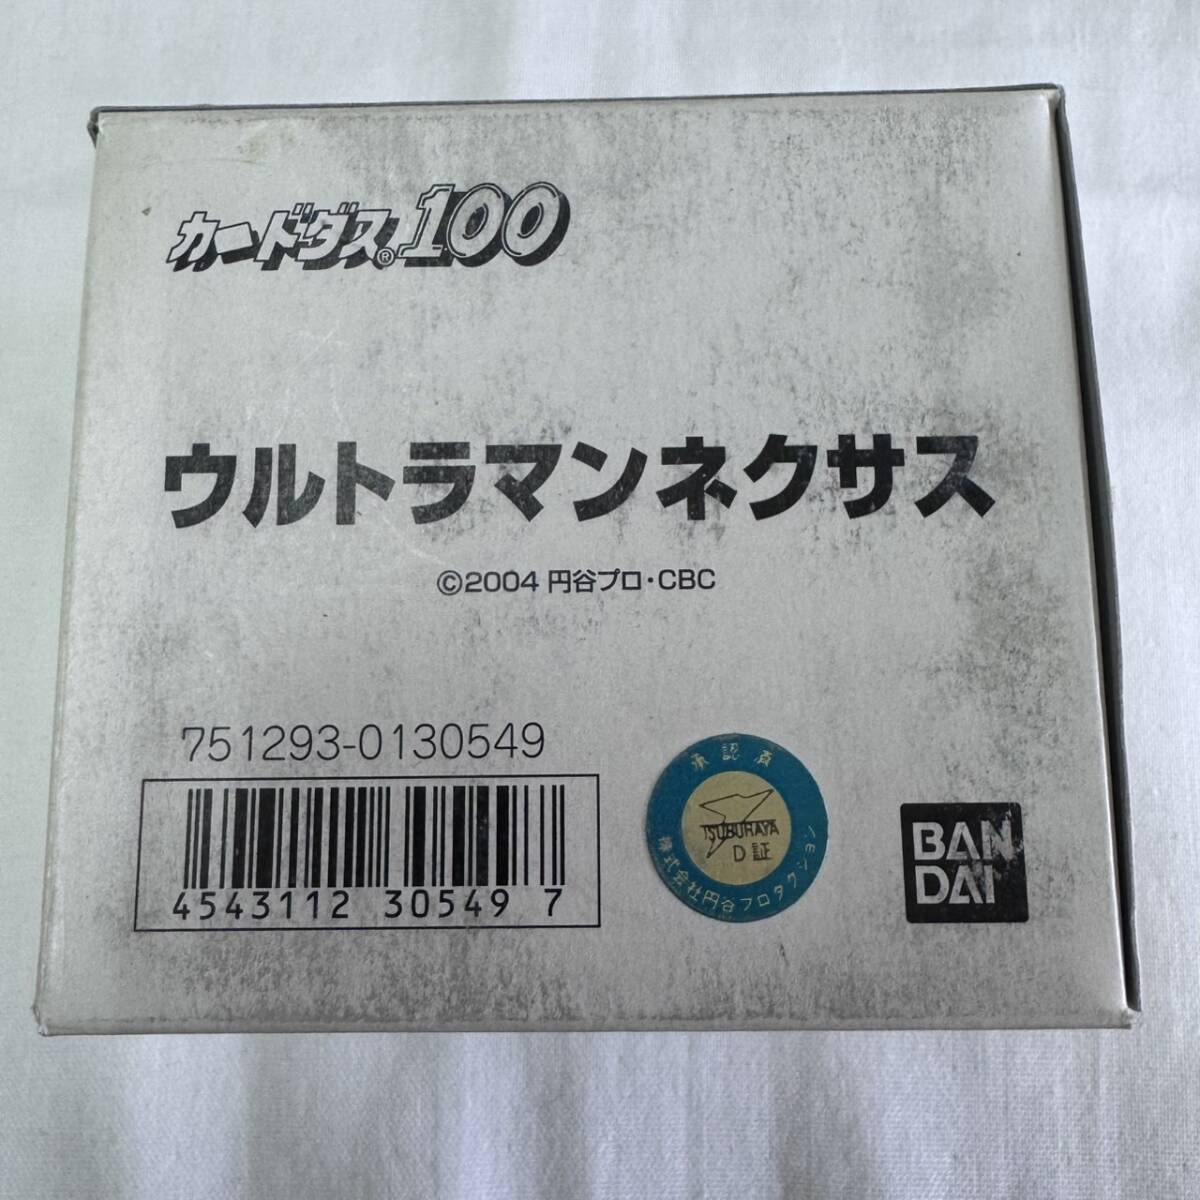 カードダス®100
ウルトラマンネクサス
©2004 円谷プロ・CBC
751293-0130549
4543112 30549 7
承認済
TSUBURAYA
D証
株式会社円谷プロダクション
BAN
DAI